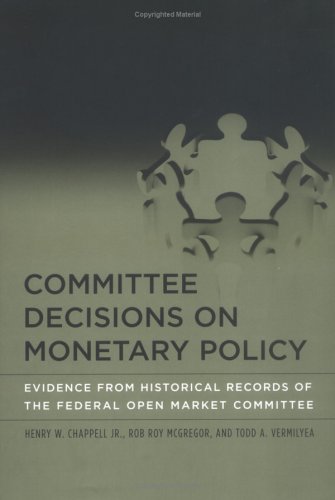 Copyrighted Material
COMMITTEE
DECISIONS ON
MONETARY POLICY
EVIDENCE FROM HISTORICAL RECORDS OF
THE FEDERAL OPEN MARKET COMMITTEE
HENRY W. CHAPPELL JR., ROB ROY MCGREGOR, AND TODD A. VERMILYEA